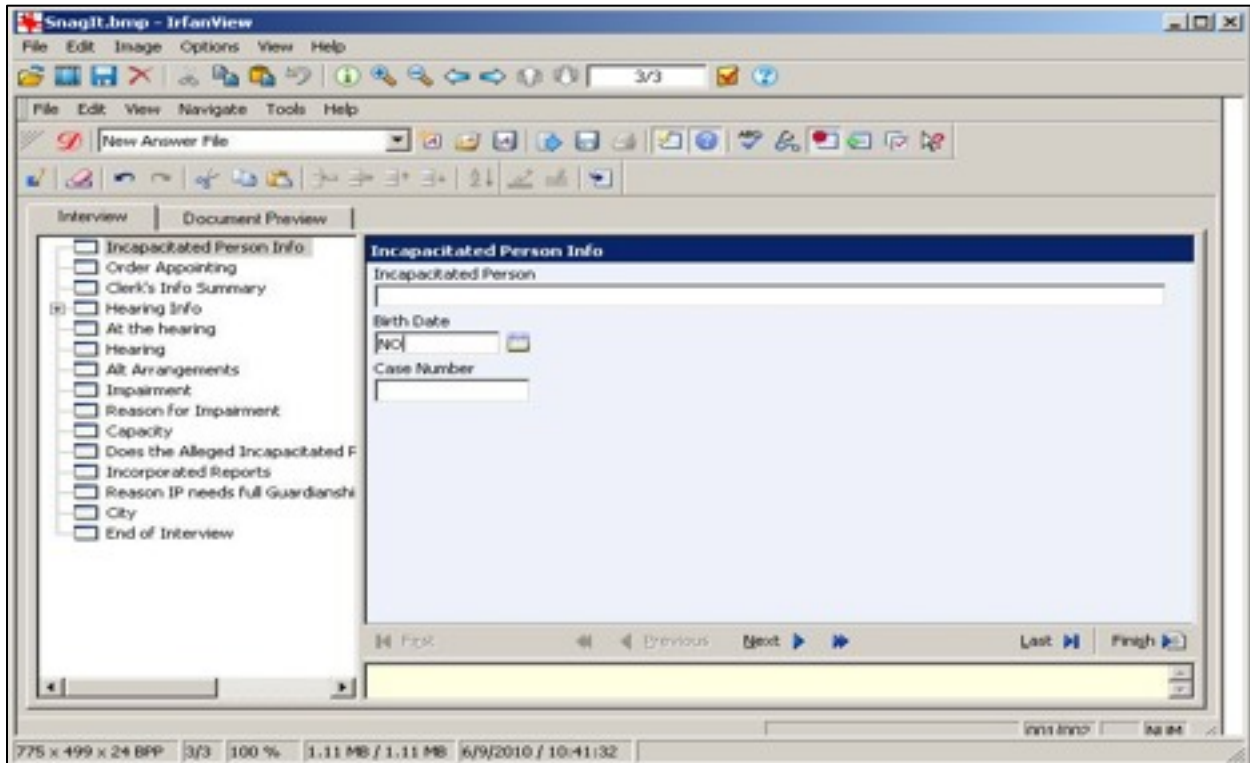 SnagIt.bmp - IrfanView
File Edit Image Options View Help
3/3
File Edit View Navigate Tools Help
New Answer File
Interview Document Preview
Incapacitated Person Info
Order Appointing
Clerk's Info Summary
Hearing Info
At the hearing
Hearing
Alt Arrangements
Impairment
Reason for Impairment
Capacity
Does the Alleged Incapacitated P
Incorporated Reports
Reason IP needs full Guardianshi
City
End of Interview
Incapacitated Person Info
Incapacitated Person
Birth Date
NO
Case Number
First Previous Next Last Finish
001/002 NUM
775 x 499 x 24 BPP 3/3 100 % 1.11 MB / 1.11 MB 6/9/2010 / 10:41:32